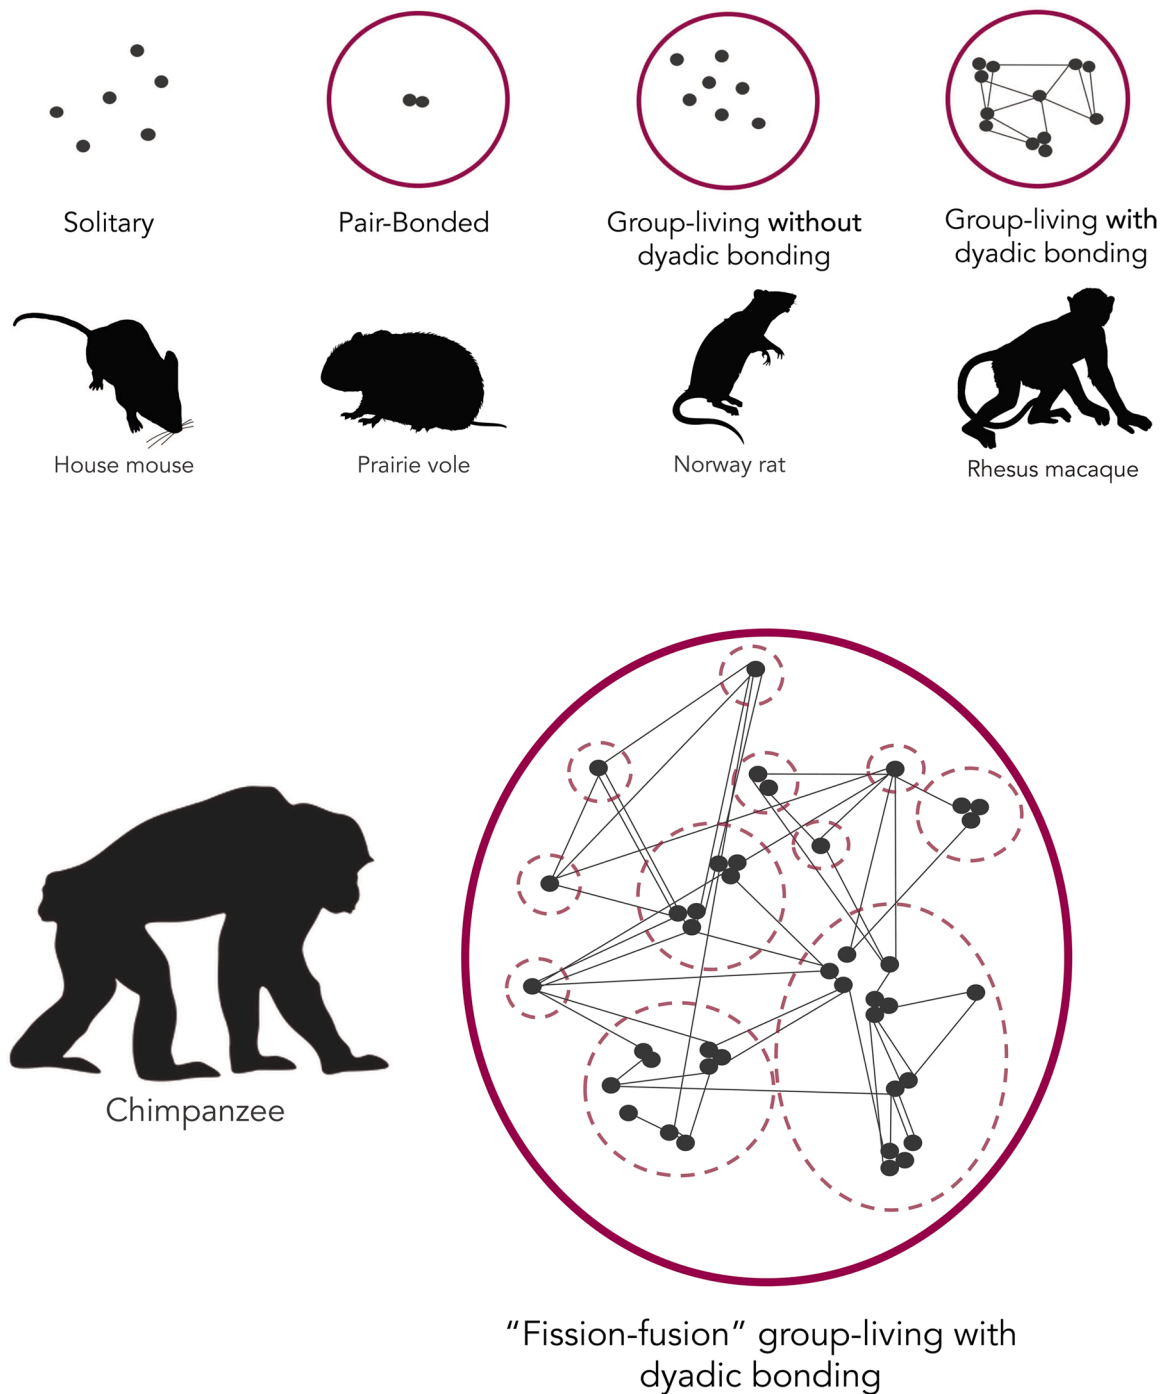 Solitary
Pair-Bonded
Group-living without
dyadic bonding
Group-living with
dyadic bonding
House mouse
Prairie vole
Norway rat
Rhesus macaque
Chimpanzee
“Fission-fusion” group-living with
dyadic bonding